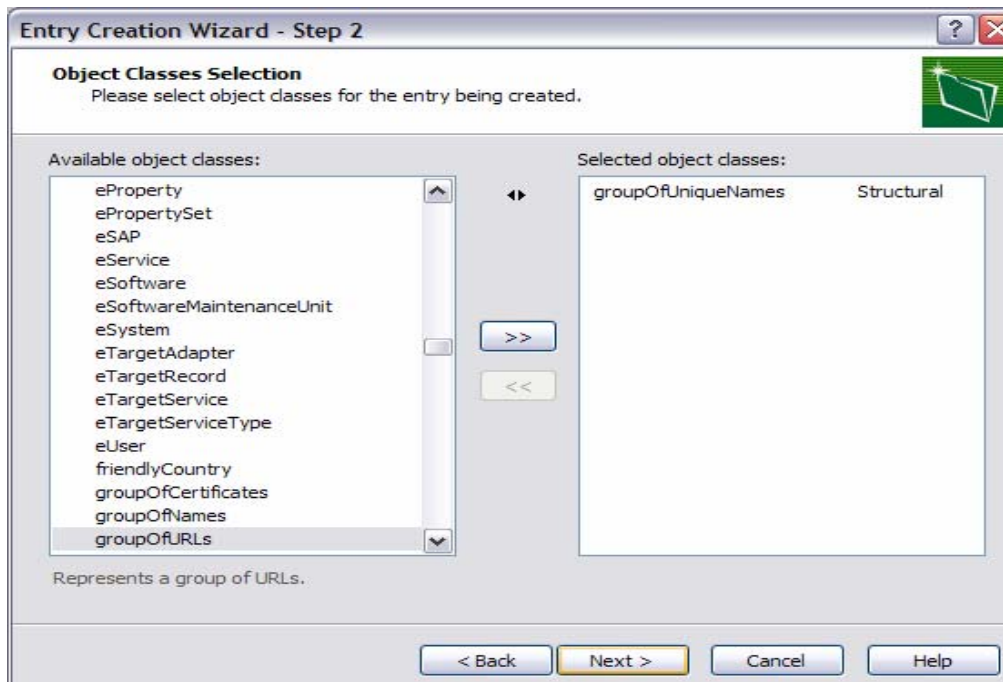 Entry Creation Wizard - Step 2
?
Object Classes Selection
Please select object classes for the entry being created.
Available object classes:
eProperty
ePropertySet
eSAP
eService
eSoftware
eSoftwareMaintenanceUnit
eSystem
eTargetAdapter
eTargetRecord
eTargetService
eTargetServiceType
eUser
friendlyCountry
groupOfCertificates
groupOfNames
groupOfURLs
Represents a group of URLs.
>>
<<
Selected object classes:
groupOfUniqueNames Structural
< Back Next > Cancel Help